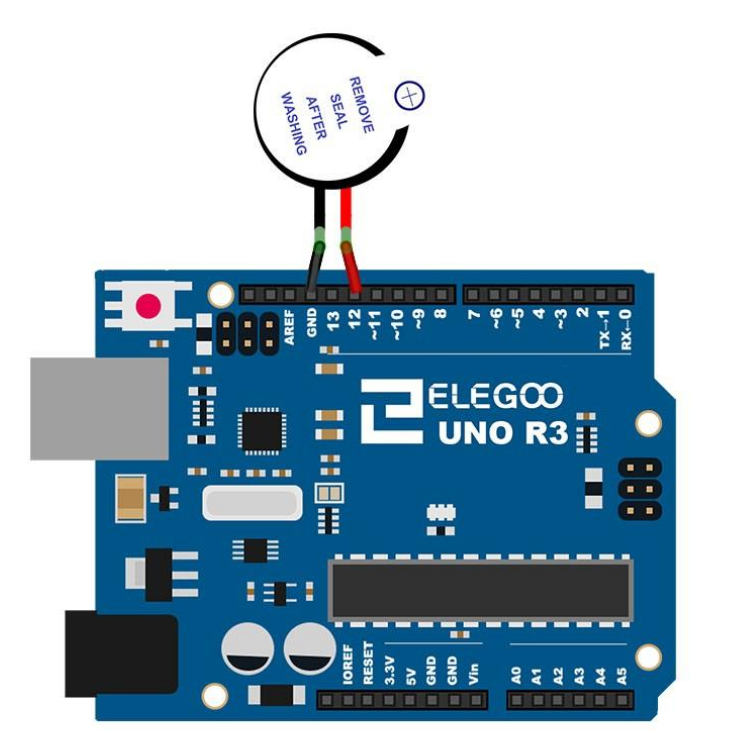 REMOVE
SEAL
AFTER
WASHING
AREF
GND
13
12
~11
~10
~9
8
7
~6
~5
4
~3
2
TX→1
RX←0
ELEGOO
UNO R3
IOREF
RESET
3.3V
5V
GND
GND
Vin
A0
A1
A2
A3
A4
A5